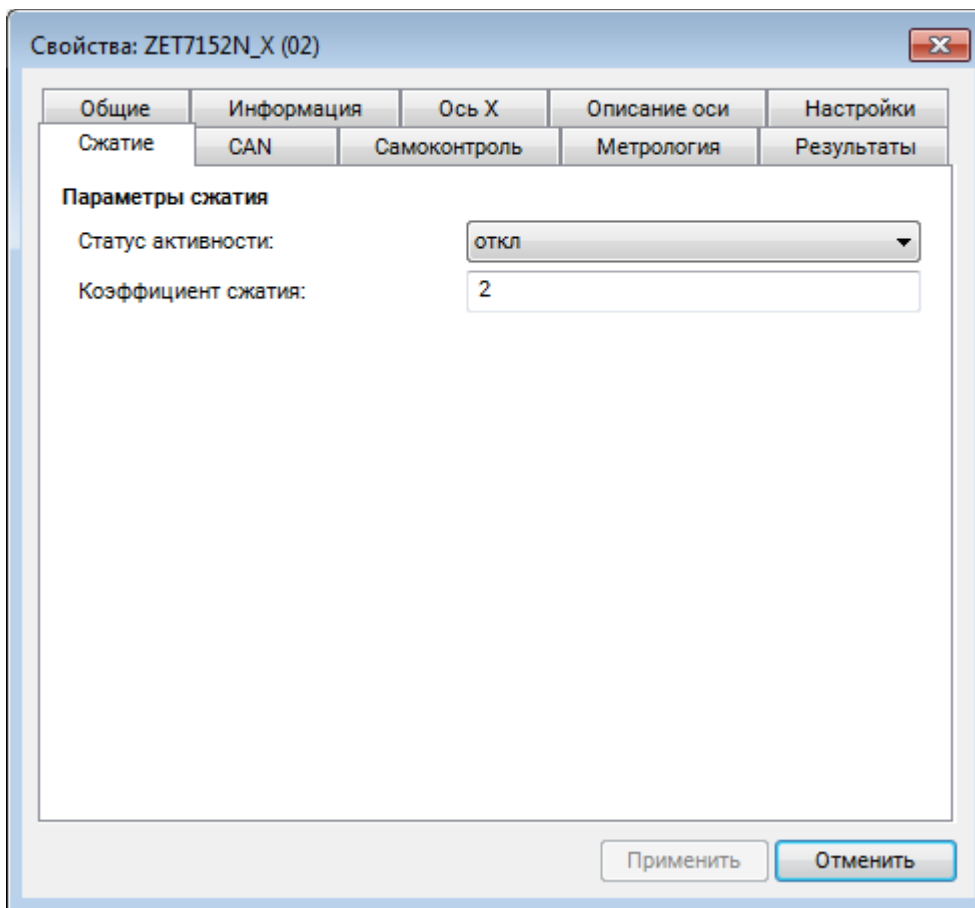 Свойства: ZET7152N_X (02)
Общие Информация Ось X Описание оси Настройки
Сжатие CAN Самоконтроль Метрология Результаты
Параметры сжатия
Статус активности: откл
Коэффициент сжатия: 2
Применить Отменить